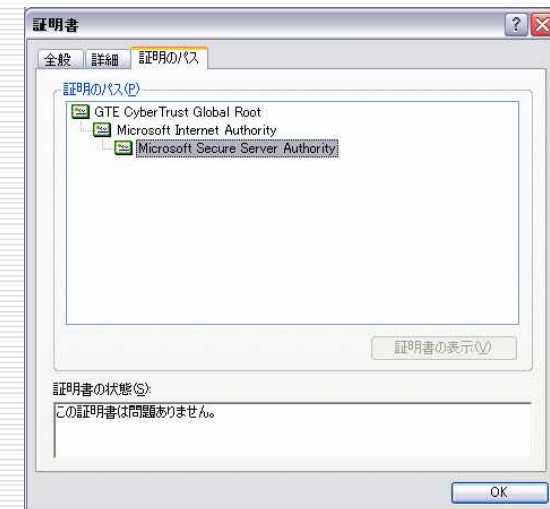 証明書
全般 詳細 証明のパス
証明のパス(P)
GTE CyberTrust Global Root
Microsoft Internet Authority
Microsoft Secure Server Authority
証明書の表示(V)
証明書の状態(S):
この証明書は問題ありません。
OK